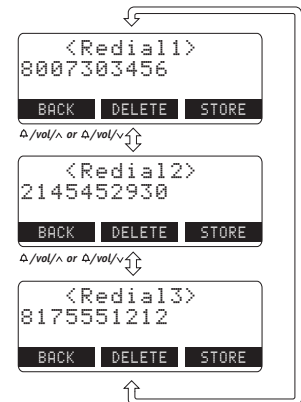 <Redial1>
8007303456
BACK DELETE STORE
/vol/^ or /vol/v
<Redial2>
2145452930
BACK DELETE STORE
/vol/^ or /vol/v
<Redial3>
8175551212
BACK DELETE STORE